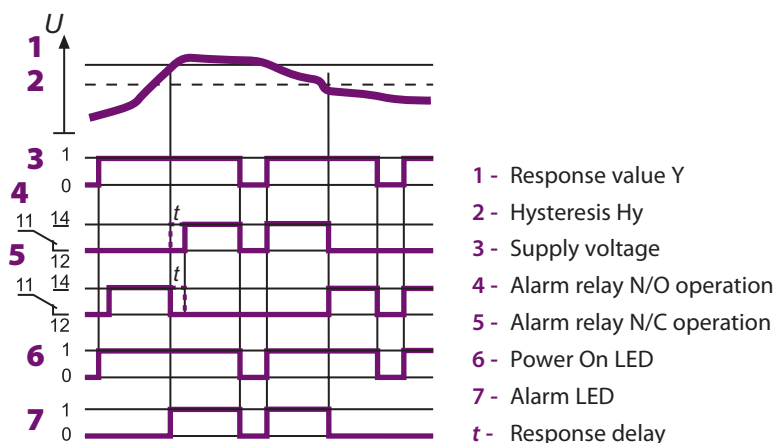 U
1
2
3 1
0
4
11 14 t
5 12
11 14 t
12
6 1
0
7 1
0
1 - Response value Y
2 - Hysteresis Hy
3 - Supply voltage
4 - Alarm relay N/O operation
5 - Alarm relay N/C operation
6 - Power On LED
7 - Alarm LED
t - Response delay